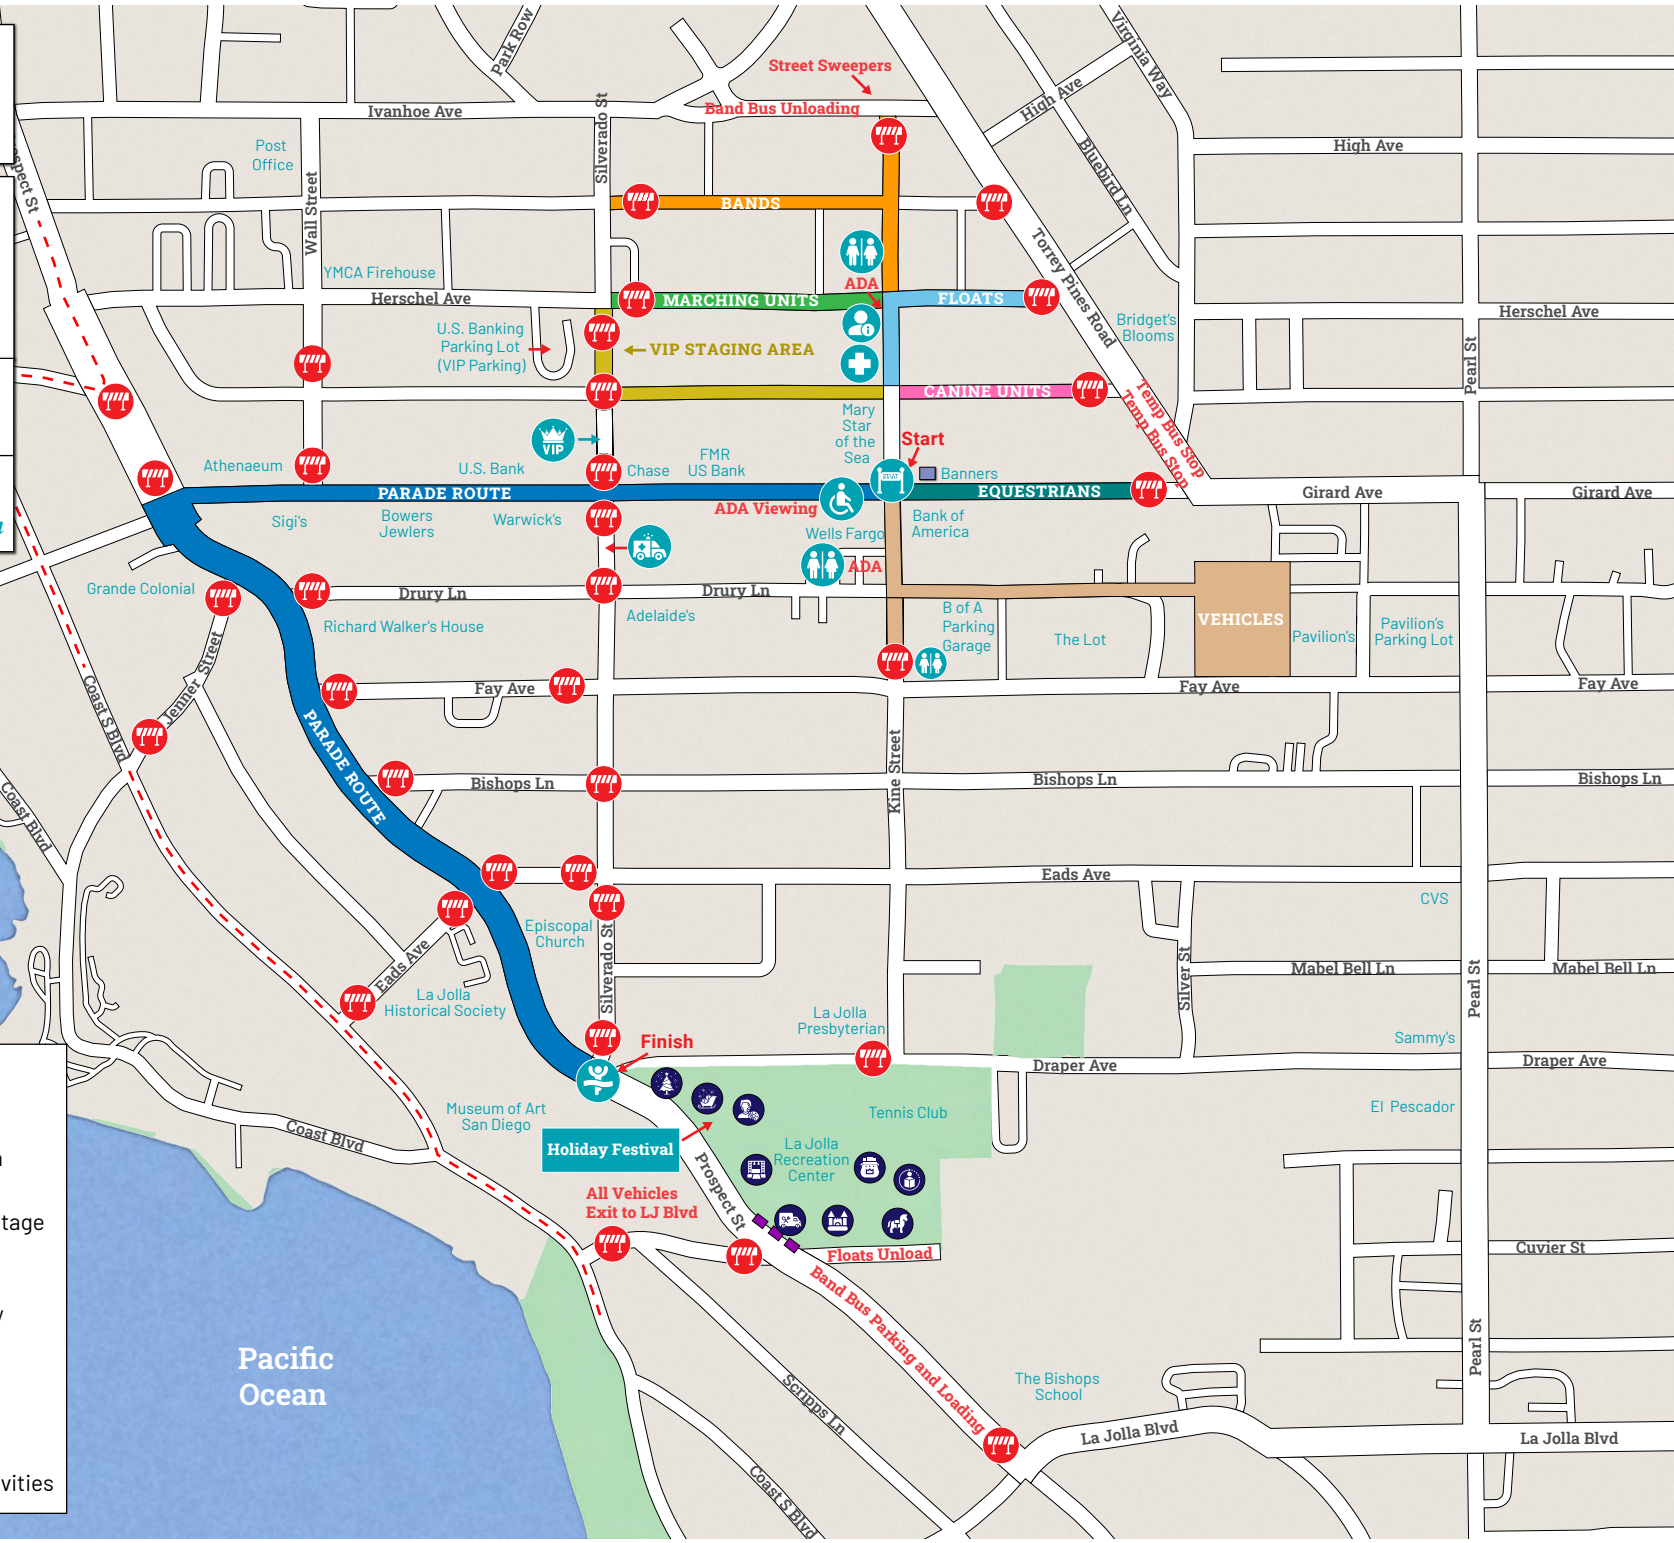 Park Row
Virginia Way
Street Sweepers
Ivanhoe Ave
Band Bus Unloading
High Ave
Silverado St
Post
Office
Bluebird Ln
High Ave
Wall Street
BANDS
Torrey Pines Road
YMCA Firehouse
ADA
Herschel Ave
MARCHING UNITS
FLOATS
Herschel Ave
Bridget's
Blooms
U.S. Banking
Parking Lot
(VIP Parking)
VIP STAGING AREA
Pearl St
CANINE UNITS
Temp Bus Stop
Temp Bus Stop
Mary
Star
of the
Sea
Start
VIP
Athenaeum
U.S. Bank
Chase
FMR
US Bank
START
Banners
PARADE ROUTE
EQUESTRIANS
Girard Ave
Girard Ave
ADA Viewing
Sigi's
Bowers
Jewlers
Warwick's
Wells Fargo
Bank of
America
ADA
Grande Colonial
Drury Ln
Drury Ln
Richard Walker's House
Adelaide's
B of A
Parking
Garage
The Lot
VEHICLES
Pavilion's
Pavilion's
Parking Lot
Jenner Street
Coast S Blvd
Fay Ave
Fay Ave
Fay Ave
PARADE ROUTE
Kine Street
Coast Blvd
Bishops Ln
Bishops Ln
Bishops Ln
Eads Ave
CVS
Episcopal
Church
Eads Ave
Silverado St
Silver St
Mabel Bell Ln
Mabel Bell Ln
Pearl St
La Jolla
Historical Society
La Jolla
Presbyterian
Finish
Sammy's
Draper Ave
Draper Ave
Museum of Art
San Diego
Tennis Club
El Pescador
Coast Blvd
Holiday Festival
La Jolla
Recreation
Center
Prospect St
All Vehicles
Exit to LJ Blvd
tage
Floats Unload
Cuvier St
Band Bus Parking and Loading
Pacific
Ocean
Pearl St
The Bishops
School
Scripps Ln
La Jolla Blvd
La Jolla Blvd
vities
Coast S Blvd